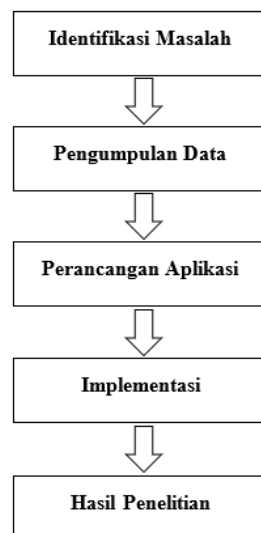 Identifikasi Masalah
Pengumpulan Data
Perancangan Aplikasi
Implementasi
Hasil Penelitian